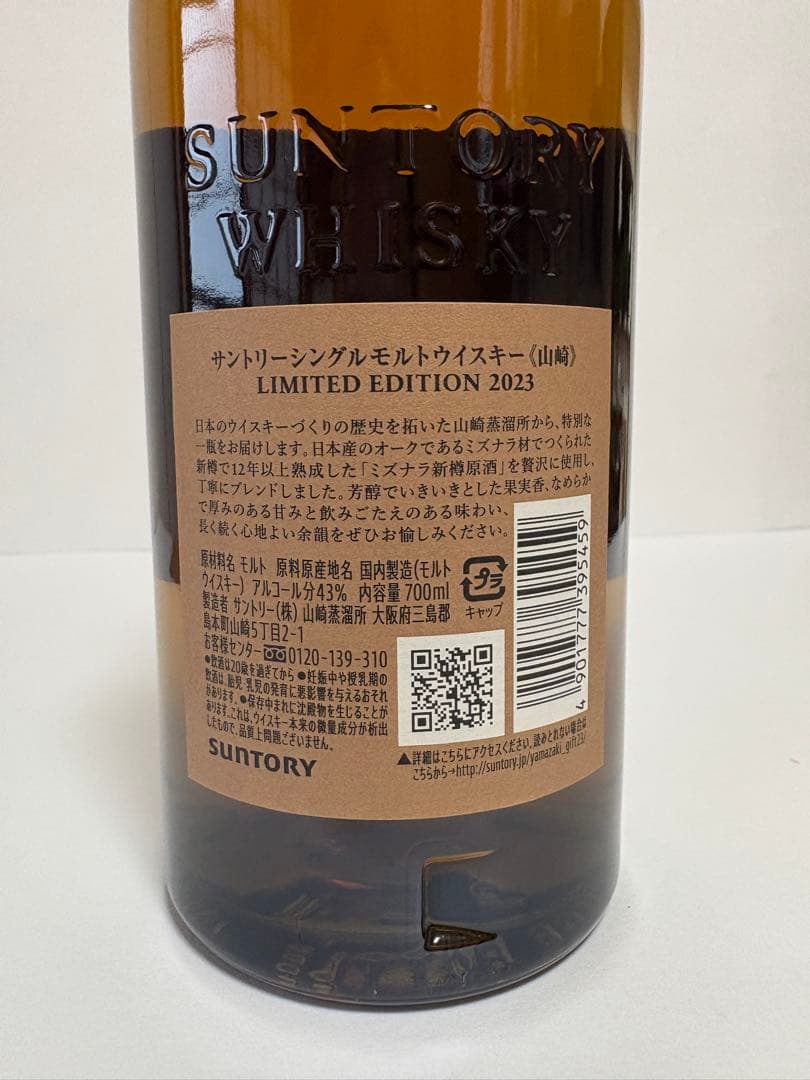 SUNTORY
WHISKY
サントリーシングルモルトウイスキー《山崎》
LIMITED EDITION 2023
日本のウイスキーづくりの歴史を拓いた山崎蒸溜所から、特別な
一瓶をお届けします。日本産のオークであるミズナラ材でつくられた
新樽で12年以上熟成した「ミズナラ新樽原酒」を贅沢に使用し、
丁寧にブレンドしました。芳醇でいきいきとした果実香、なめらか
で厚みのある甘みと飲みごたえのある味わい、
長く続く心地よい余韻をぜひお愉しみください。
原材料名 モルト 原料原産地名 国内製造(モルト
ウイスキー) アルコール分43% 内容量 700ml
製造者 サントリー(株) 山崎蒸溜所 大阪府三島郡
島本町山崎5丁目2-1
お客様センター 0120-139-310
●飲酒は20歳を過ぎてから ●妊娠中や授乳期の
飲酒は、胎児・乳児の発育に悪影響を与えるおそれ
があります。●保存中まれに沈殿物を生じることが
あります。これは、ウイスキー本来の微量成分が析出
したもので、品質上問題ございません。
SUNTORY
プラ
キャップ
4 901777 395459
▲詳細はこちらにアクセスください。読みとれない場合は
こちらから→http://suntory.jp/yamazaki_gift23/